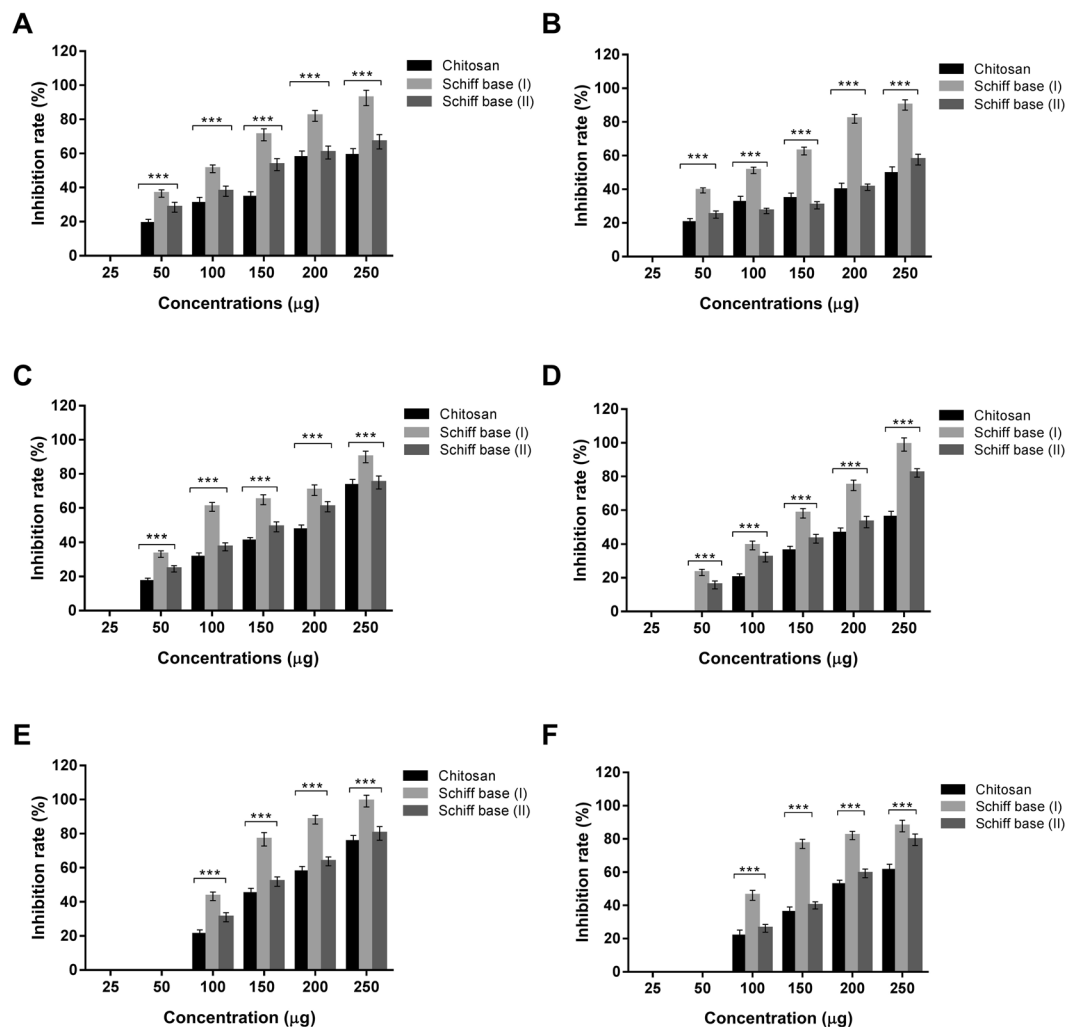 A
120
100
80
60
40
20
0
Inhibition rate (%)
***
***
***
***
***
25 50 100 150 200 250
Concentrations (μg)
Chitosan
Schiff base (I)
Schiff base (II)
B
120
100
80
60
40
20
0
Inhibition rate (%)
***
***
***
***
***
25 50 100 150 200 250
Concentrations (μg)
Chitosan
Schiff base (I)
Schiff base (II)
C
120
100
80
60
40
20
0
Inhibition rate (%)
***
***
***
***
***
25 50 100 150 200 250
Concentrations (μg)
Chitosan
Schiff base (I)
Schiff base (II)
D
120
100
80
60
40
20
0
Inhibition rate (%)
***
***
***
***
***
25 50 100 150 200 250
Concentrations (μg)
Chitosan
Schiff base (I)
Schiff base (II)
E
120
100
80
60
40
20
0
Inhibition rate (%)
***
***
***
***
25 50 100 150 200 250
Concentration (μg)
Chitosan
Schiff base (I)
Schiff base (II)
F
120
100
80
60
40
20
0
Inhibition rate (%)
***
***
***
***
25 50 100 150 200 250
Concentration (μg)
Chitosan
Schiff base (I)
Schiff base (II)